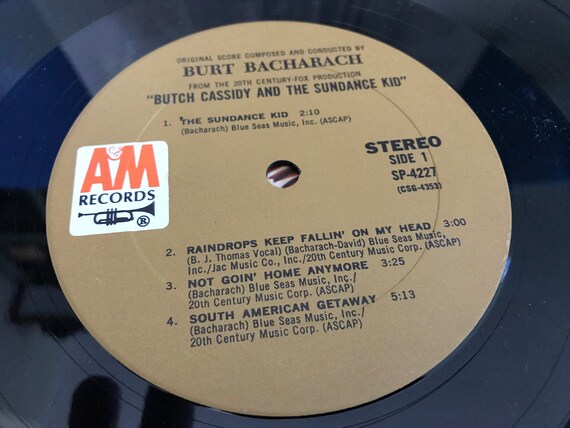 ORIGINAL SCORE COMPOSED AND CONDUCTED BY
BURT BACHARACH
FROM THE 20TH CENTURY-FOX PRODUCTION
"BUTCH CASSIDY AND THE SUNDANCE KID"
1. THE SUNDANCE KID 2:10
(Bacharach) Blue Seas Music, Inc. (ASCAP)
STEREO
SIDE 1
SP-4227
(CSG-4353)
A&M
RECORDS
®
2. RAINDROPS KEEP FALLIN' ON MY HEAD 3:00
(B. J. Thomas Vocal) (Bacharach-David) Blue Seas Music,
Inc./Jac Music Co., Inc./20th Century Music Corp. (ASCAP)
3. NOT GOIN' HOME ANYMORE 3:25
(Bacharach) Blue Seas Music, Inc./
20th Century Music Corp. (ASCAP)
4. SOUTH AMERICAN GETAWAY 5:13
(Bacharach) Blue Seas Music, Inc./
20th Century Music Corp. (ASCAP)